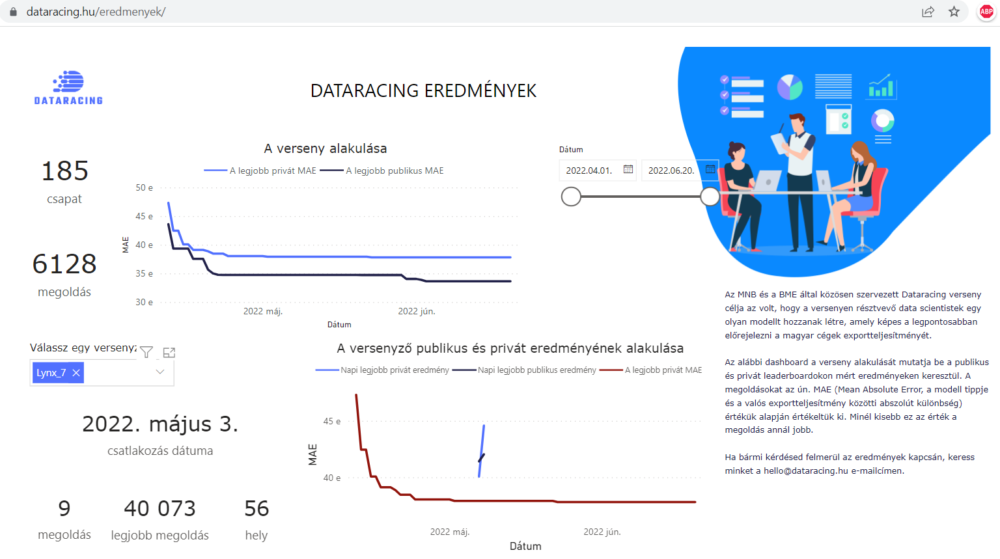 dataracing.hu/eredmenyek/
ABP
DATARACING
DATARACING EREDMÉNYEK
185
csapat
6128
megoldás
A verseny alakulása
A legjobb privát MAE
A legjobb publikus MAE
50 e
45 e
40 e
35 e
30 e
MAE
2022 máj.
2022 jún.
Dátum
Dátum
2022.04.01.
2022.06.20.
Az MNB és a BME által közösen szervezett Dataracing verseny
célja az volt, hogy a versenyen résztvevő data scientistek egy
olyan modellt hozzanak létre, amely képes a legpontosabban
előrejelezni a magyar cégek exportteljesítményét.
Az alábbi dashboard a verseny alakulását mutatja be a publikus
és privát leaderboardokon mért eredményeken keresztül. A
megoldásokat az ún. MAE (Mean Absolute Error, a modell tippje
és a valós exportteljesítmény közötti abszolút különbség)
értékük alapján értékeltük ki. Minél kisebb ez az érték a
megoldás annál jobb.
Ha bármi kérdésed felmerül az eredmények kapcsán, keress
minket a hello@dataracing.hu e-mailcímen.
Válassz egy versenyz
Lynx_7
2022. május 3.
csatlakozás dátuma
9
megoldás
40 073
legjobb megoldás
56
hely
A versenyző publikus és privát eredményének alakulása
Napi legjobb privát eredmény
Napi legjobb publikus eredmény
A legjobb privát MAE
45 e
40 e
MAE
2022 máj.
2022 jún.
Dátum